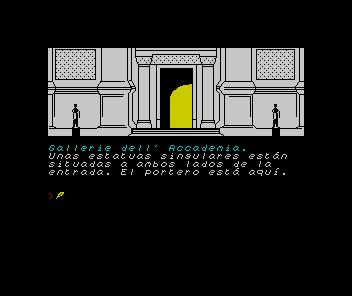 Gallerie dell' Accademia.
Unas estatuas singulares están
situadas a ambos lados de la
entrada. El portero está aquí.
>